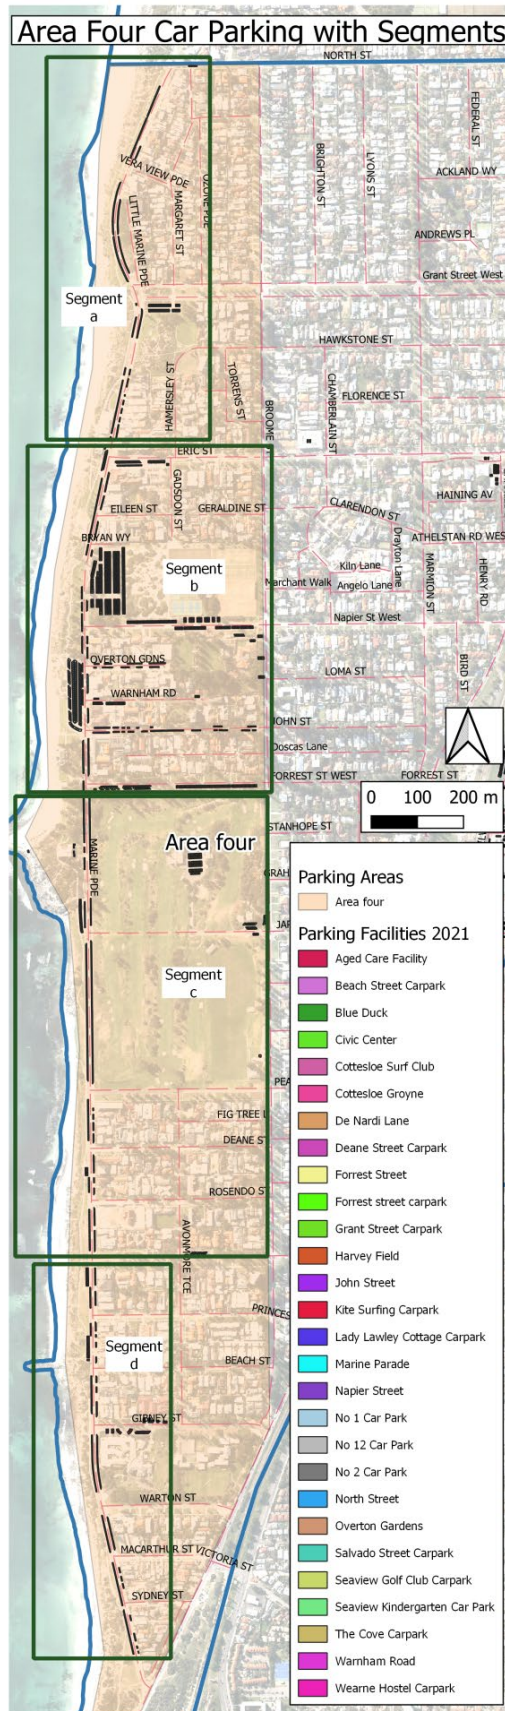 Area Four Car Parking with Segments
NORTH ST
FEDERAL ST
BRIGHTON ST
LYONS ST
VERA VIEW PDE
OZONE PDE
ACKLAND WY
MARGARET ST
LITTLE MARINE PDE
ANDREWS PL
Grant Street West
Segment
a
HAWKSTONE ST
HAMERSLEY ST
TORRENS ST
CHAMBERLAIN ST
FLORENCE ST
BROOME
ERIC ST
GADSDON ST
HAINING AV
EILEEN ST
GERALDINE ST
CLARENDON ST
BRYAN WY
Drayton Lane
ATHELSTAN RD WES
Segment
b
Kiln Lane
MARMION ST
HENRY RD
Marchant Walk
Angelo Lane
Napier St West
OVERTON GDNS
BIRD ST
LOMA ST
WARNHAM RD
JOHN ST
Doscas Lane
FORREST ST WEST
FORREST ST
0 100 200 m
STANHOPE ST
MARINE PDE
Area four
GRAH
JAR
Segment
c
PEA
FIG TREE L
DEANE ST
ROSENDO ST
AVONMORE TCE
PRINCES
Segment
d
BEACH ST
GIBNEY ST
WARTON ST
MACARTHUR ST
VICTORIA ST
SYDNEY ST
Parking Areas
Area four
Parking Facilities 2021
Aged Care Facility
Beach Street Carpark
Blue Duck
Civic Center
Cottesloe Surf Club
Cottesloe Groyne
De Nardi Lane
Deane Street Carpark
Forrest Street
Forrest street carpark
Grant Street Carpark
Harvey Field
John Street
Kite Surfing Carpark
Lady Lawley Cottage Carpark
Marine Parade
Napier Street
No 1 Car Park
No 12 Car Park
No 2 Car Park
North Street
Overton Gardens
Salvado Street Carpark
Seaview Golf Club Carpark
Seaview Kindergarten Car Park
The Cove Carpark
Warnham Road
Wearne Hostel Carpark